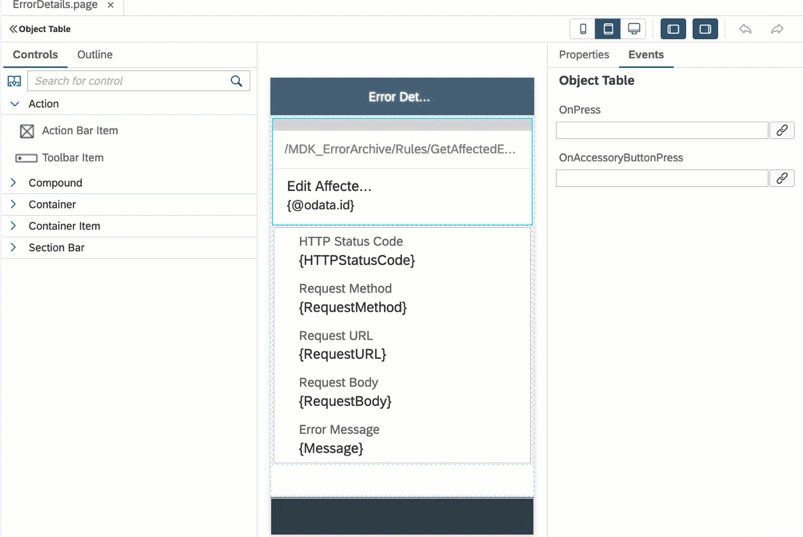 ErrorDetails.page ×
Object Table
Controls Outline
Search for control
Action
Action Bar Item
Toolbar Item
Compound
Container
Container Item
Section Bar
Error Det...
/MDK_ErrorArchive/Rules/GetAffectedE...
Edit Affecte...
{@odata.id}
HTTP Status Code
{HTTPStatusCode}
Request Method
{RequestMethod}
Request URL
{RequestURL}
Request Body
{RequestBody}
Error Message
{Message}
Properties Events
Object Table
OnPress
OnAccessoryButtonPress